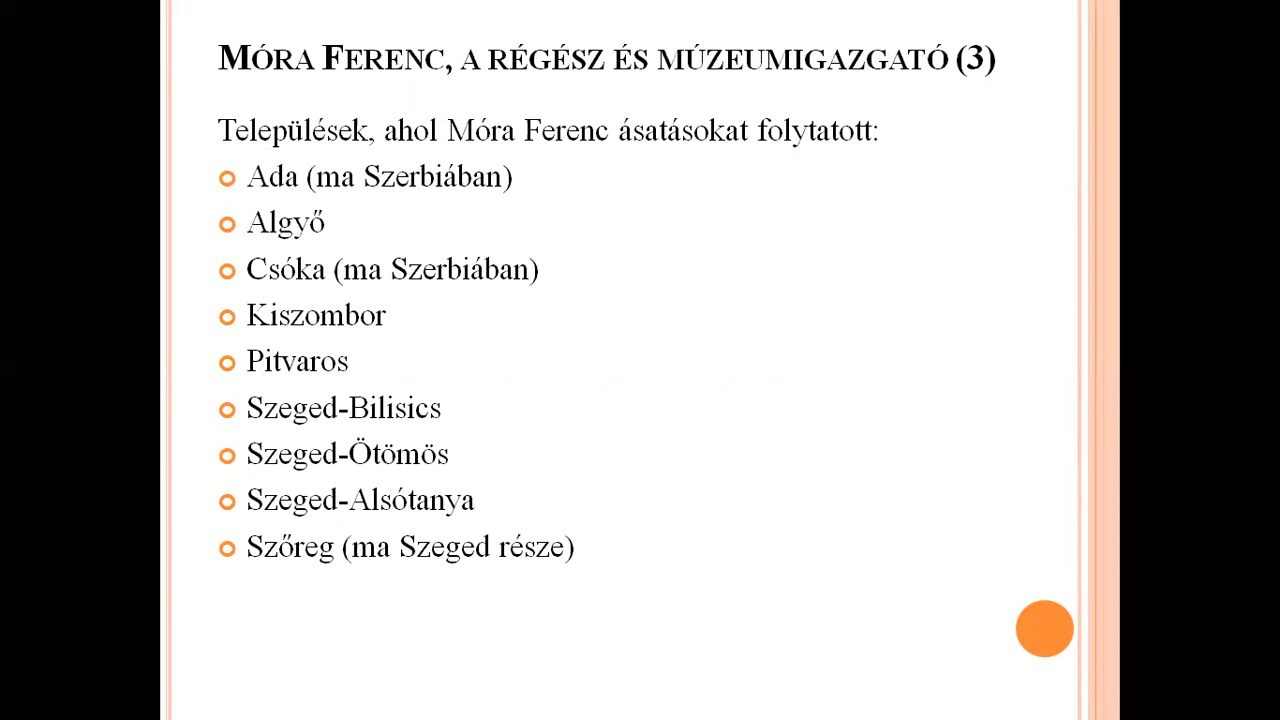 MÓRA FERENC, A RÉGÉSZ ÉS MÚZEUMIGAZGATÓ (3)
Települések, ahol Móra Ferenc ásatásokat folytatott:
Ada (ma Szerbiában)
Algyő
Csóka (ma Szerbiában)
Kiszombor
Pitvaros
Szeged-Bilisics
Szeged-Ötömös
Szeged-Alsótanya
Szőreg (ma Szeged része)